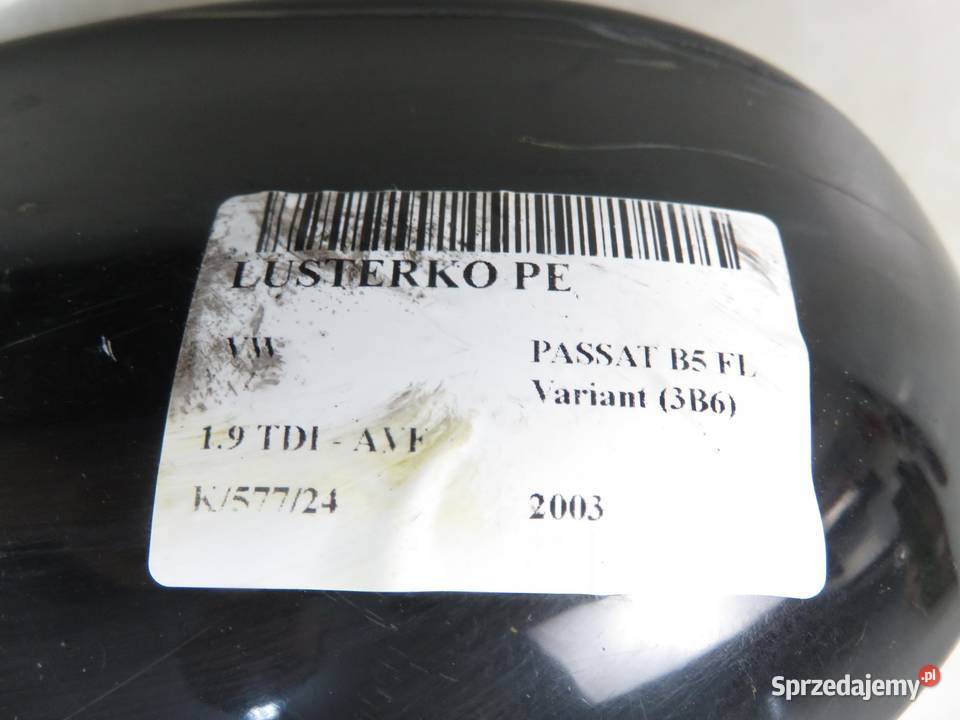 LUSTERKO PE
VW PASSAT B5 FL
Variant (3B6)
1.9 TDI - AVF
K/577/24 2003
Sprzedajemy.pl